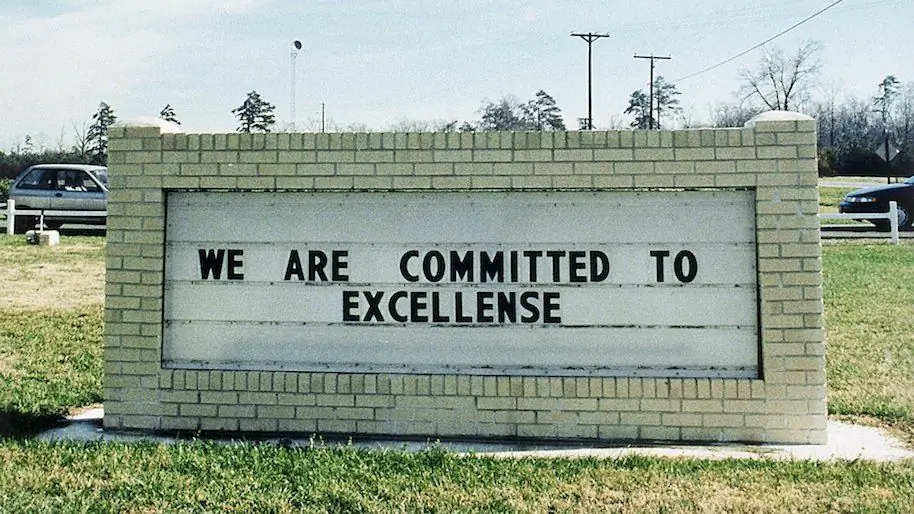 WE ARE COMMITTED TO
EXCELLENSE